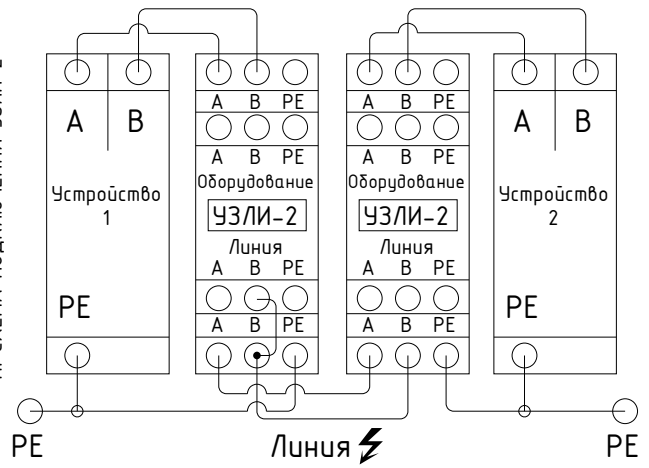 A B PE A B PE
A B A B PE A B PE A B
Оборудование Оборудование
Устройство 1 УЗЛИ-2 УЗЛИ-2 Устройство 2
Линия Линия
A B PE A B PE
PE A B PE A B PE PE
PE Линия PE